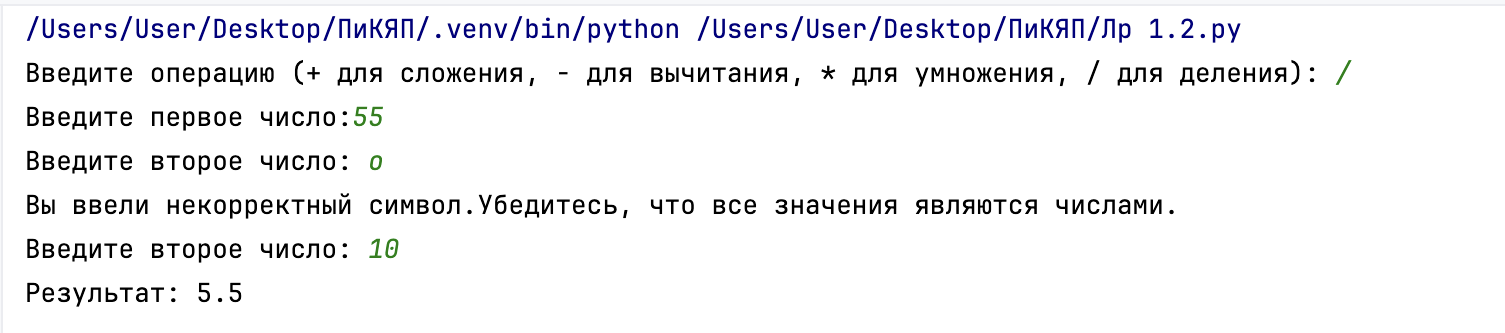 /Users/User/Desktop/ПиКЯП/.venv/bin/python /Users/User/Desktop/ПиКЯП/Лр 1.2.py
Введите операцию (+ для сложения, - для вычитания, * для умножения, / для деления): /
Введите первое число:55
Введите второе число: о
Вы ввели некорректный символ.Убедитесь, что все значения являются числами.
Введите второе число: 10
Результат: 5.5